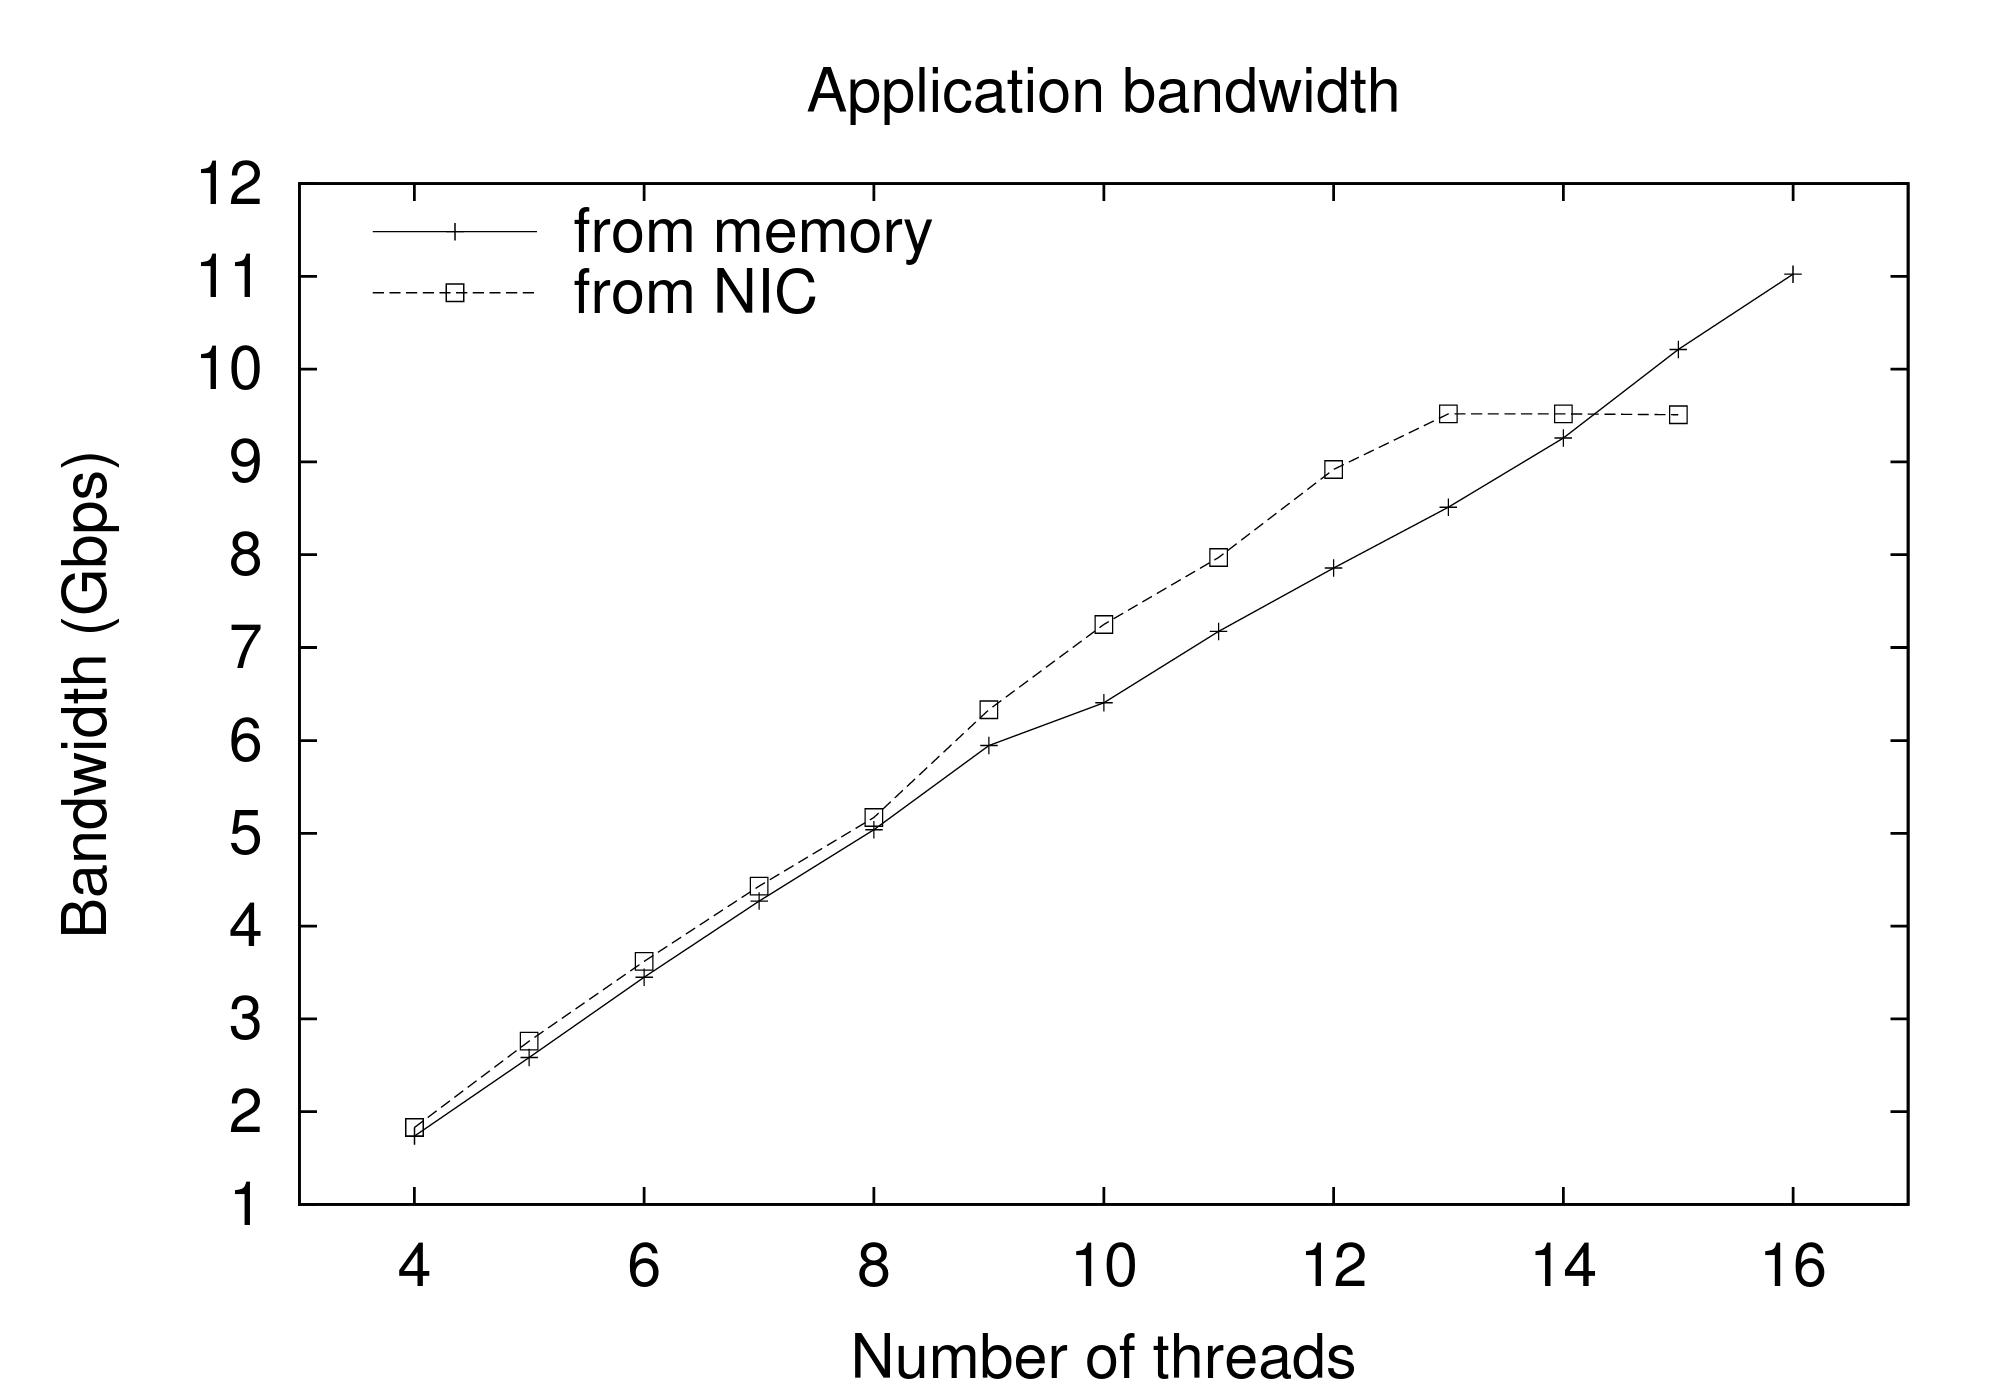 Application bandwidth
12
11
10
9
8
7
6
5
4
3
2
1
from memory
from NIC
Bandwidth (Gbps)
4 6 8 10 12 14 16
Number of threads